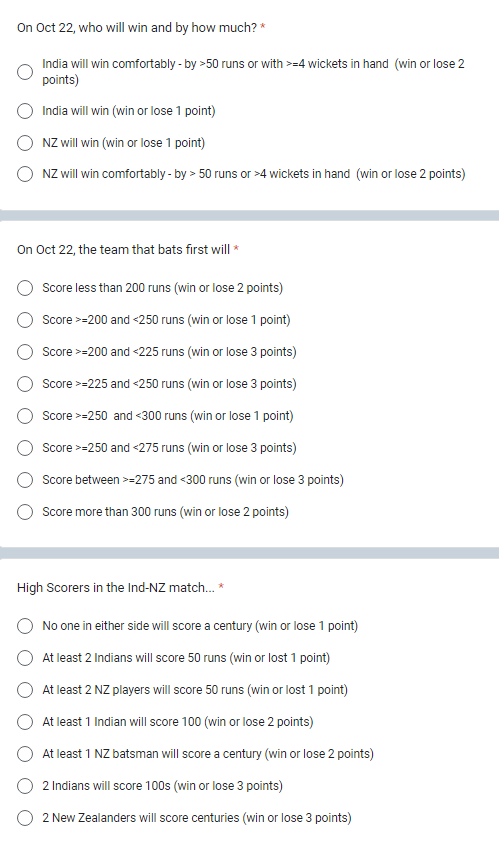 On Oct 22, who will win and by how much? *
India will win comfortably - by >50 runs or with >=4 wickets in hand  (win or lose 2
points)
India will win (win or lose 1 point)
NZ will win (win or lose 1 point)
NZ will win comfortably - by > 50 runs or >4 wickets in hand  (win or lose 2 points)
On Oct 22, the team that bats first will *
Score less than 200 runs (win or lose 2 points)
Score >=200 and <250 runs (win or lose 1 point)
Score >=200 and <225 runs (win or lose 3 points)
Score >=225 and <250 runs (win or lose 3 points)
Score >=250  and <300 runs (win or lose 1 point)
Score >=250 and <275 runs (win or lose 3 points)
Score between >=275 and <300 runs (win or lose 3 points)
Score more than 300 runs (win or lose 2 points)
High Scorers in the Ind-NZ match... *
No one in either side will score a century (win or lose 1 point)
At least 2 Indians will score 50 runs (win or lost 1 point)
At least 2 NZ players will score 50 runs (win or lost 1 point)
At least 1 Indian will score 100 (win or lose 2 points)
At least 1 NZ batsman will score a century (win or lose 2 points)
2 Indians will score 100s (win or lose 3 points)
2 New Zealanders will score centuries (win or lose 3 points)